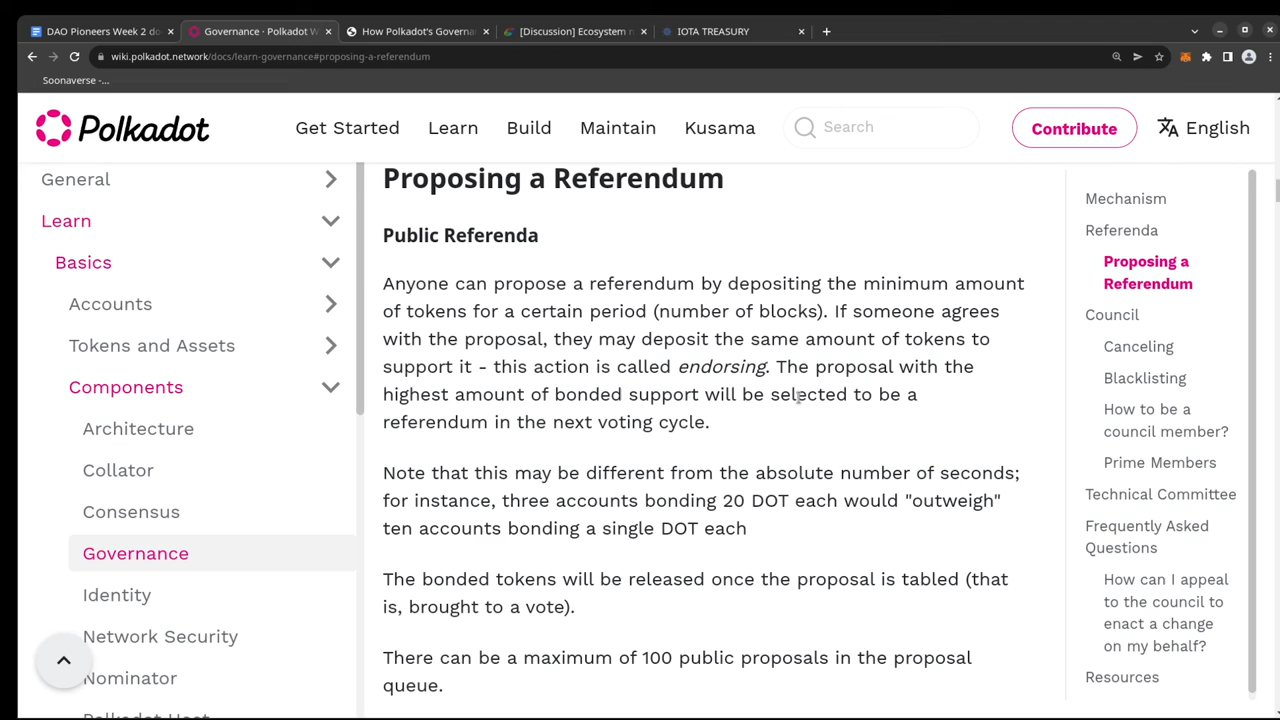 DAO Pioneers Week 2 do
Governance · Polkadot W
How Polkadot's Governa
[Discussion] Ecosystem
IOTA TREASURY
wiki.polkadot.network/docs/learn-governance#proposing-a-referendum
Soonaverse -...
Polkadot
Get Started
Learn
Build
Maintain
Kusama
Search
Contribute
English
General
Learn
Basics
Accounts
Tokens and Assets
Components
Architecture
Collator
Consensus
Governance
Identity
Network Security
Nominator
Polkadot Host
Proposing a Referendum
Public Referenda
Anyone can propose a referendum by depositing the minimum amount
of tokens for a certain period (number of blocks). If someone agrees
with the proposal, they may deposit the same amount of tokens to
support it - this action is called endorsing. The proposal with the
highest amount of bonded support will be selected to be a
referendum in the next voting cycle.
Note that this may be different from the absolute number of seconds;
for instance, three accounts bonding 20 DOT each would "outweigh"
ten accounts bonding a single DOT each
The bonded tokens will be released once the proposal is tabled (that
is, brought to a vote).
There can be a maximum of 100 public proposals in the proposal
queue.
Mechanism
Referenda
Proposing a
Referendum
Council
Canceling
Blacklisting
How to be a
council member?
Prime Members
Technical Committee
Frequently Asked
Questions
How can I appeal
to the council to
enact a change
on my behalf?
Resources